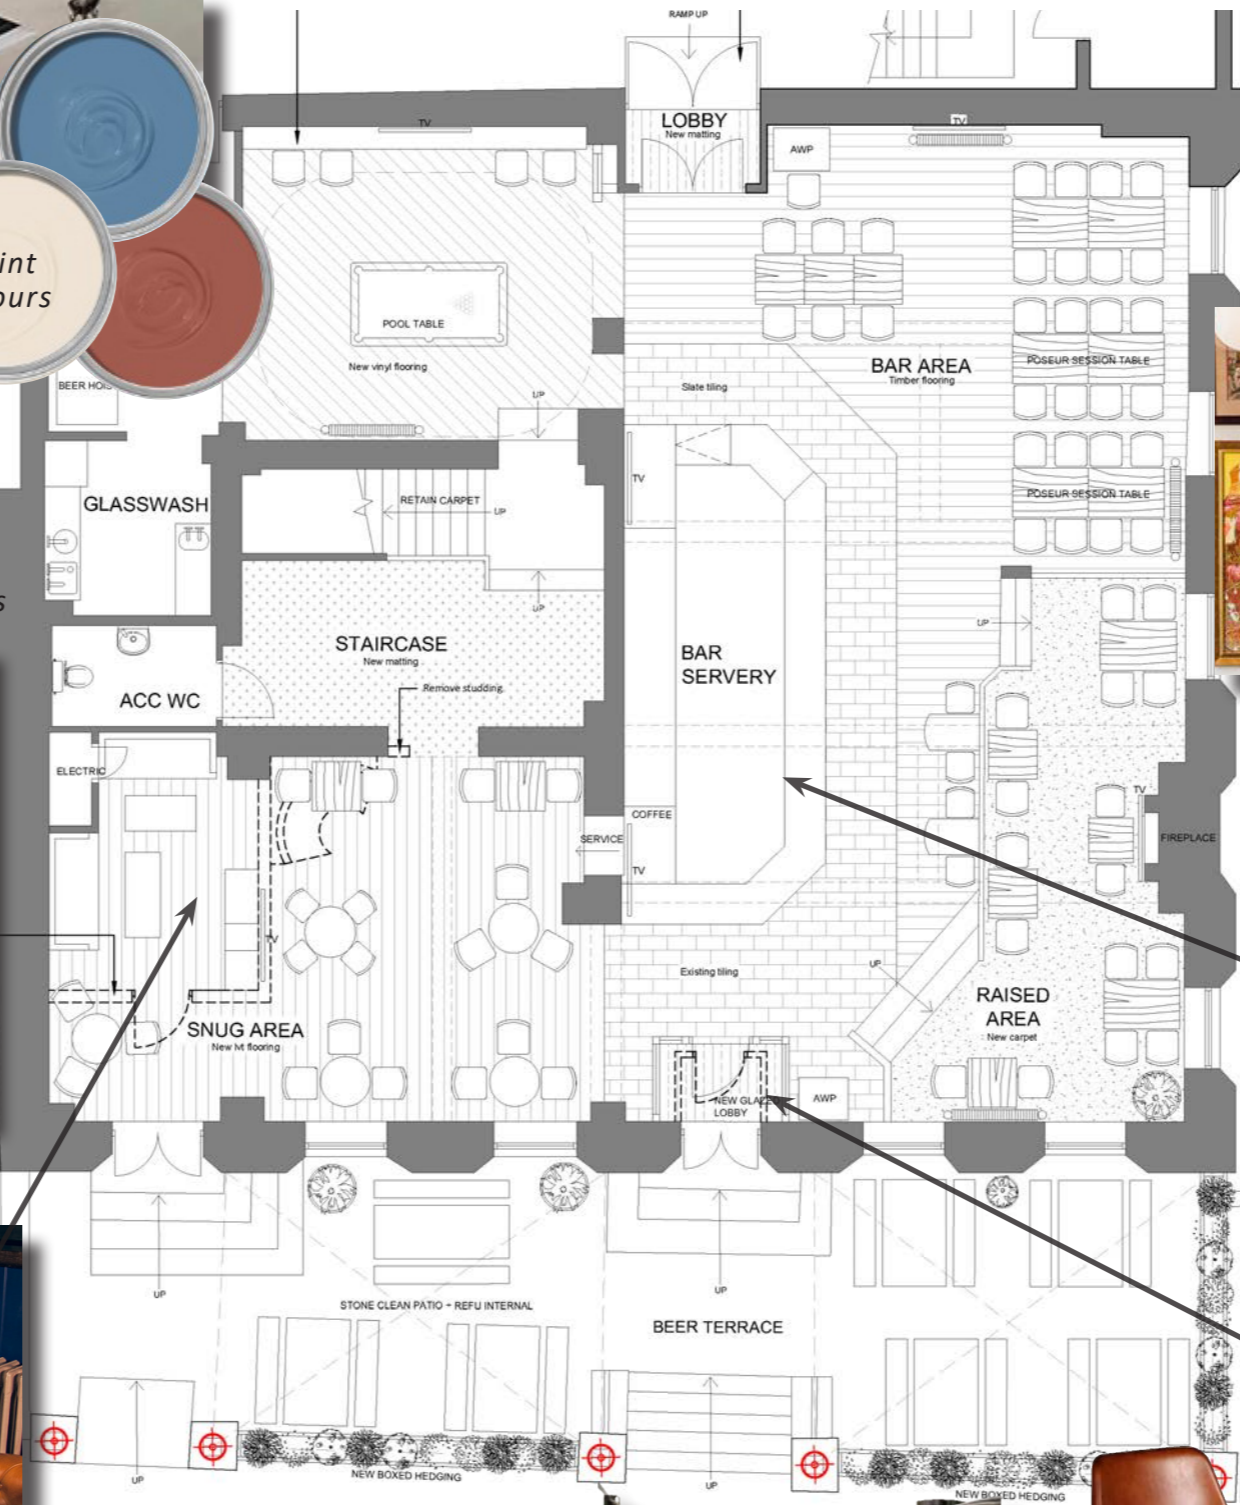 RAMP UP
LOBBY
New matting
TV
TV
AWP
POOL TABLE
New vinyl flooring
UP
BEER
BAR AREA
Timber flooring
Slate tiling
POSEUR SESSION TABLE
POSEUR SESSION TABLE
GLASSWASH
RETAIN CARPET
UP
TV
UP
STAIRCASE
New matting
Remove studding
UP
BAR
SERVERY
ACC WC
ELECTRIC
COFFEE
SERVICE
TV
TV
FIREPLACE
TV
Existing tiling
UP
RAISED
AREA
New carpet
SNUG AREA
New flooring
NEW
LOBBY
AWP
UP
UP
STONE CLEAN PATIO + REFU INTERNAL
BEER TERRACE
UP
UP
NEW BOXED HEDGING
NEW BOXED HEDGING